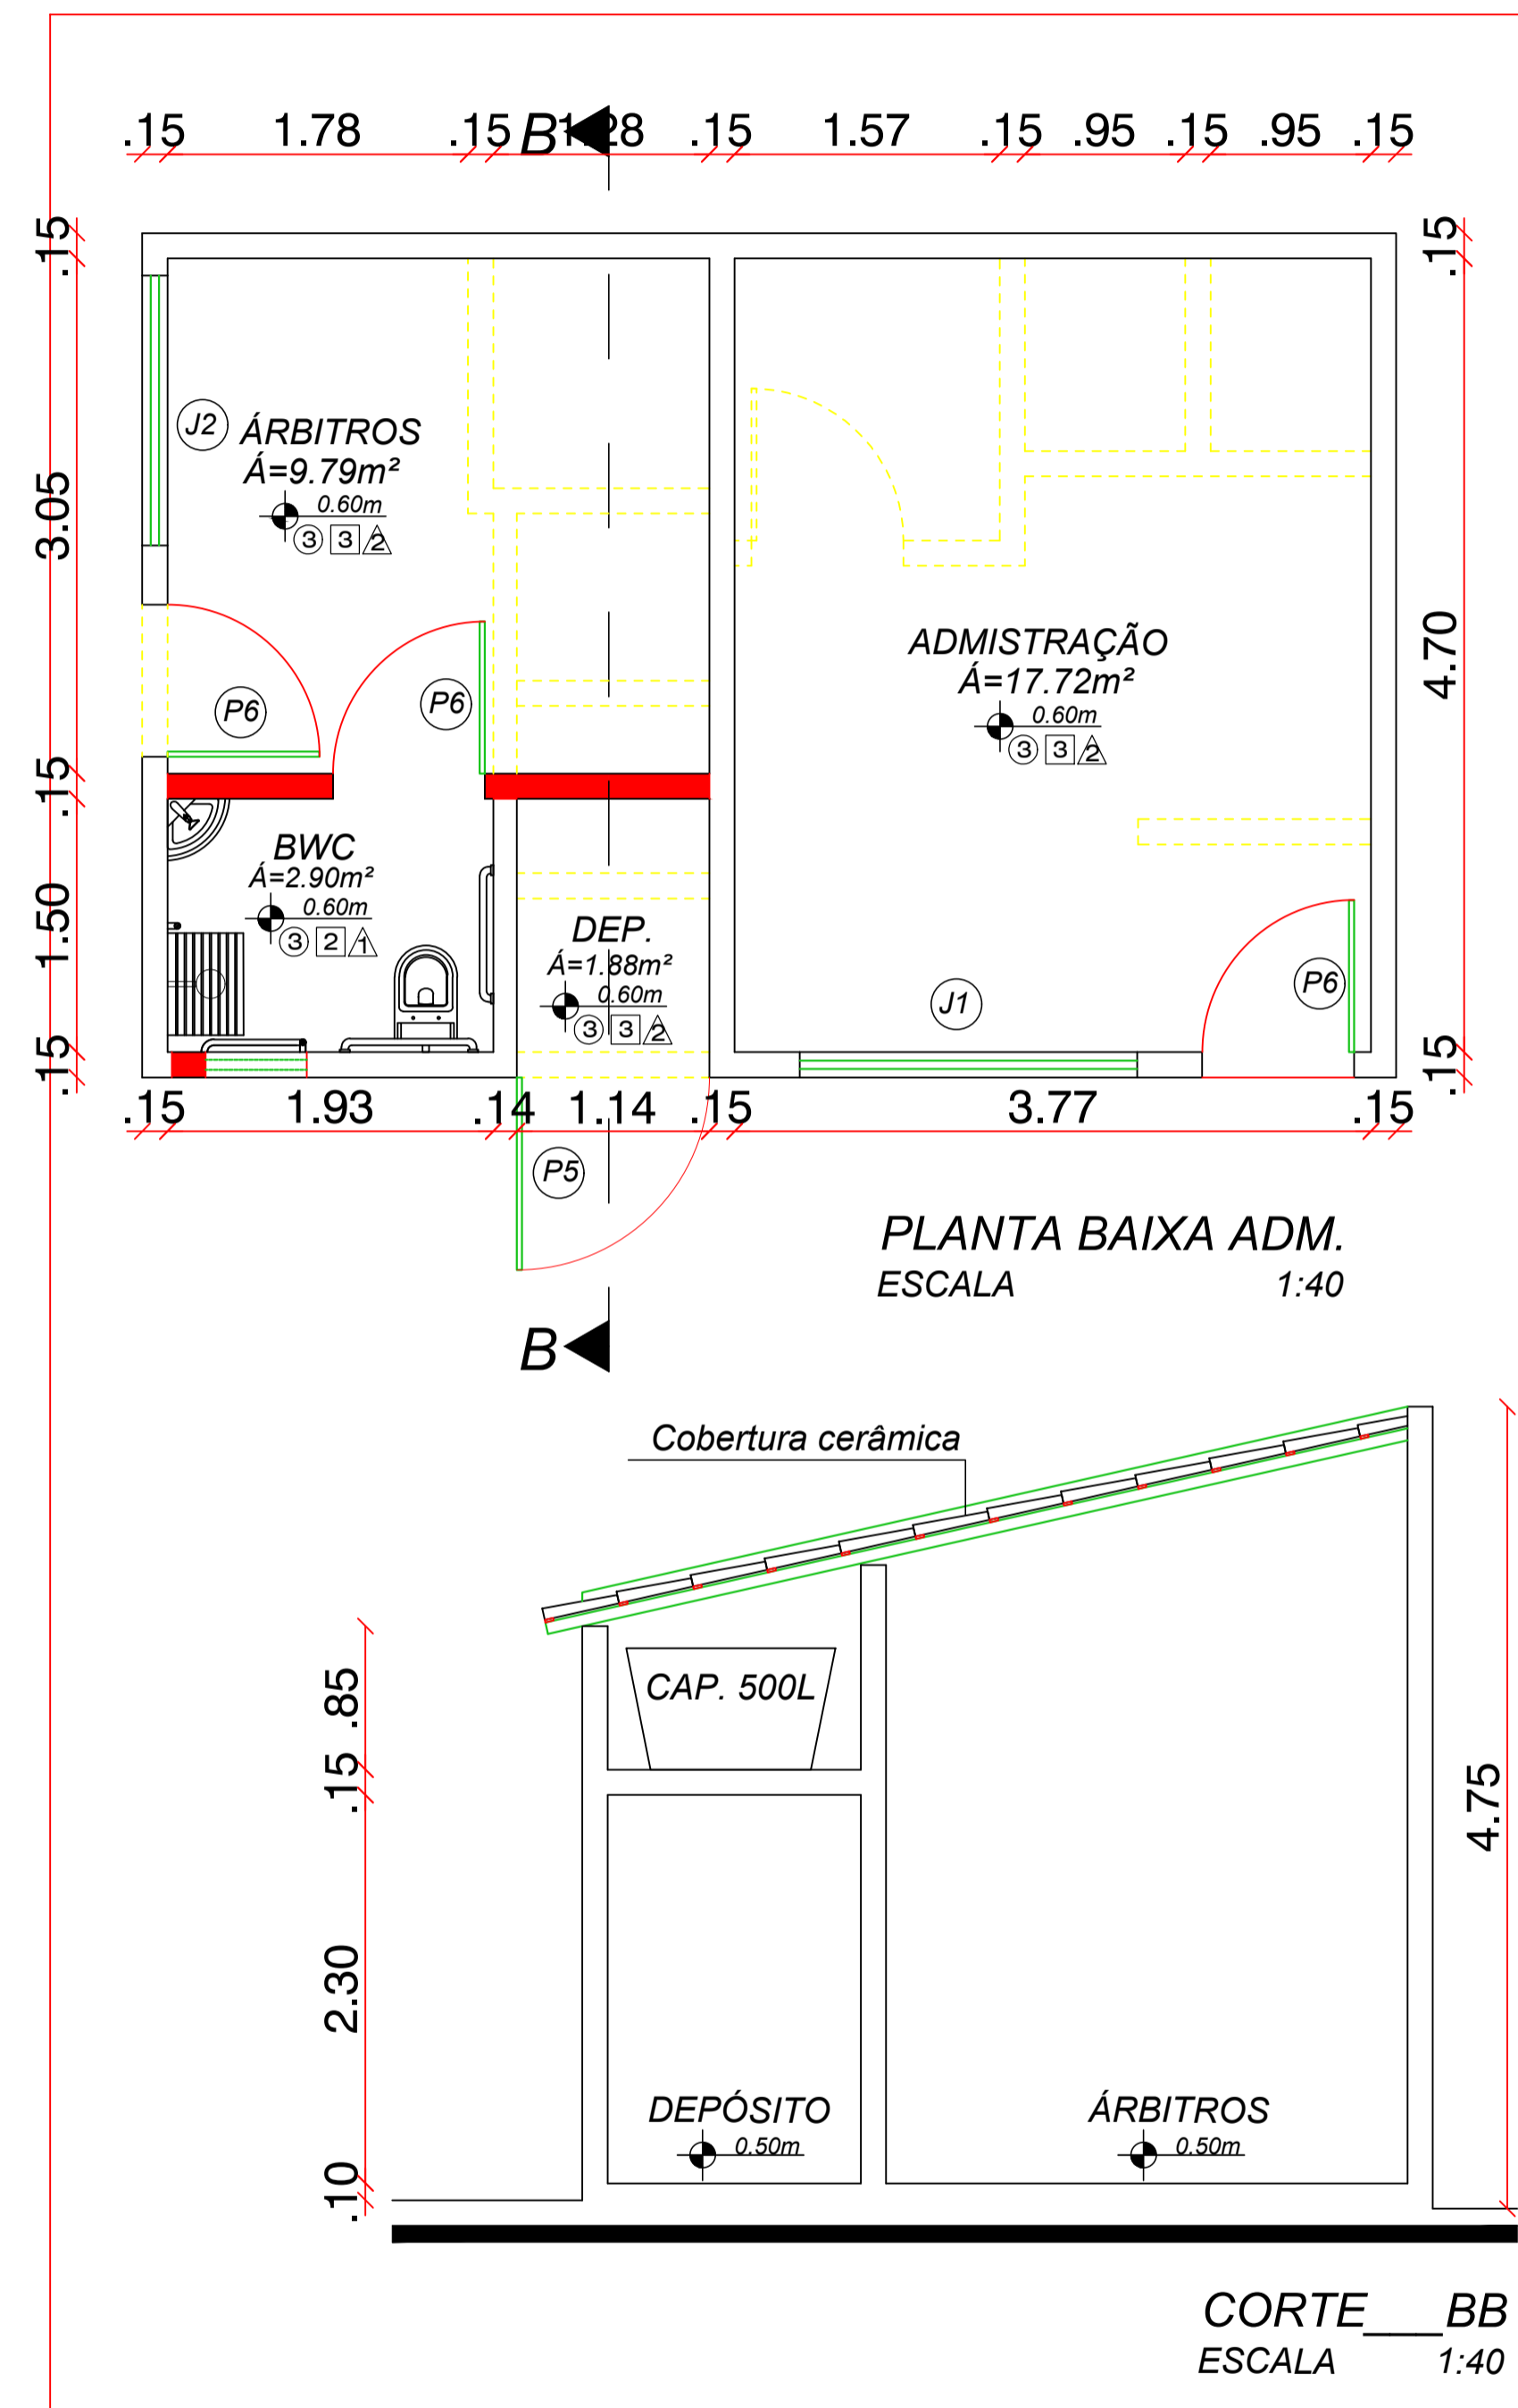 .15 1.78 .15 B 1.28 .15 1.57 .15 .95 .15 .95 .15
.15
3.05
.15
1.50
.15
.15
4.70
.15
J2
ÁRBITROS
Á=9.79m²
0.60m
3 3 2
P6
P6
ADMISTRAÇÃO
Á=17.72m²
0.60m
3 3 2
BWC
Á=2.90m²
0.60m
3 2 1
DEP.
Á=1.88m²
0.60m
3 3 2
J1
P6
.15 1.93 .14 1.14 .15 3.77 .15
P5
PLANTA BAIXA ADM.
ESCALA 1:40
B
Cobertura cerâmica
CAP. 500L
.85
.15
2.30
.10
4.75
DEPÓSITO
0.50m
ÁRBITROS
0.50m
CORTE___BB
ESCALA 1:40